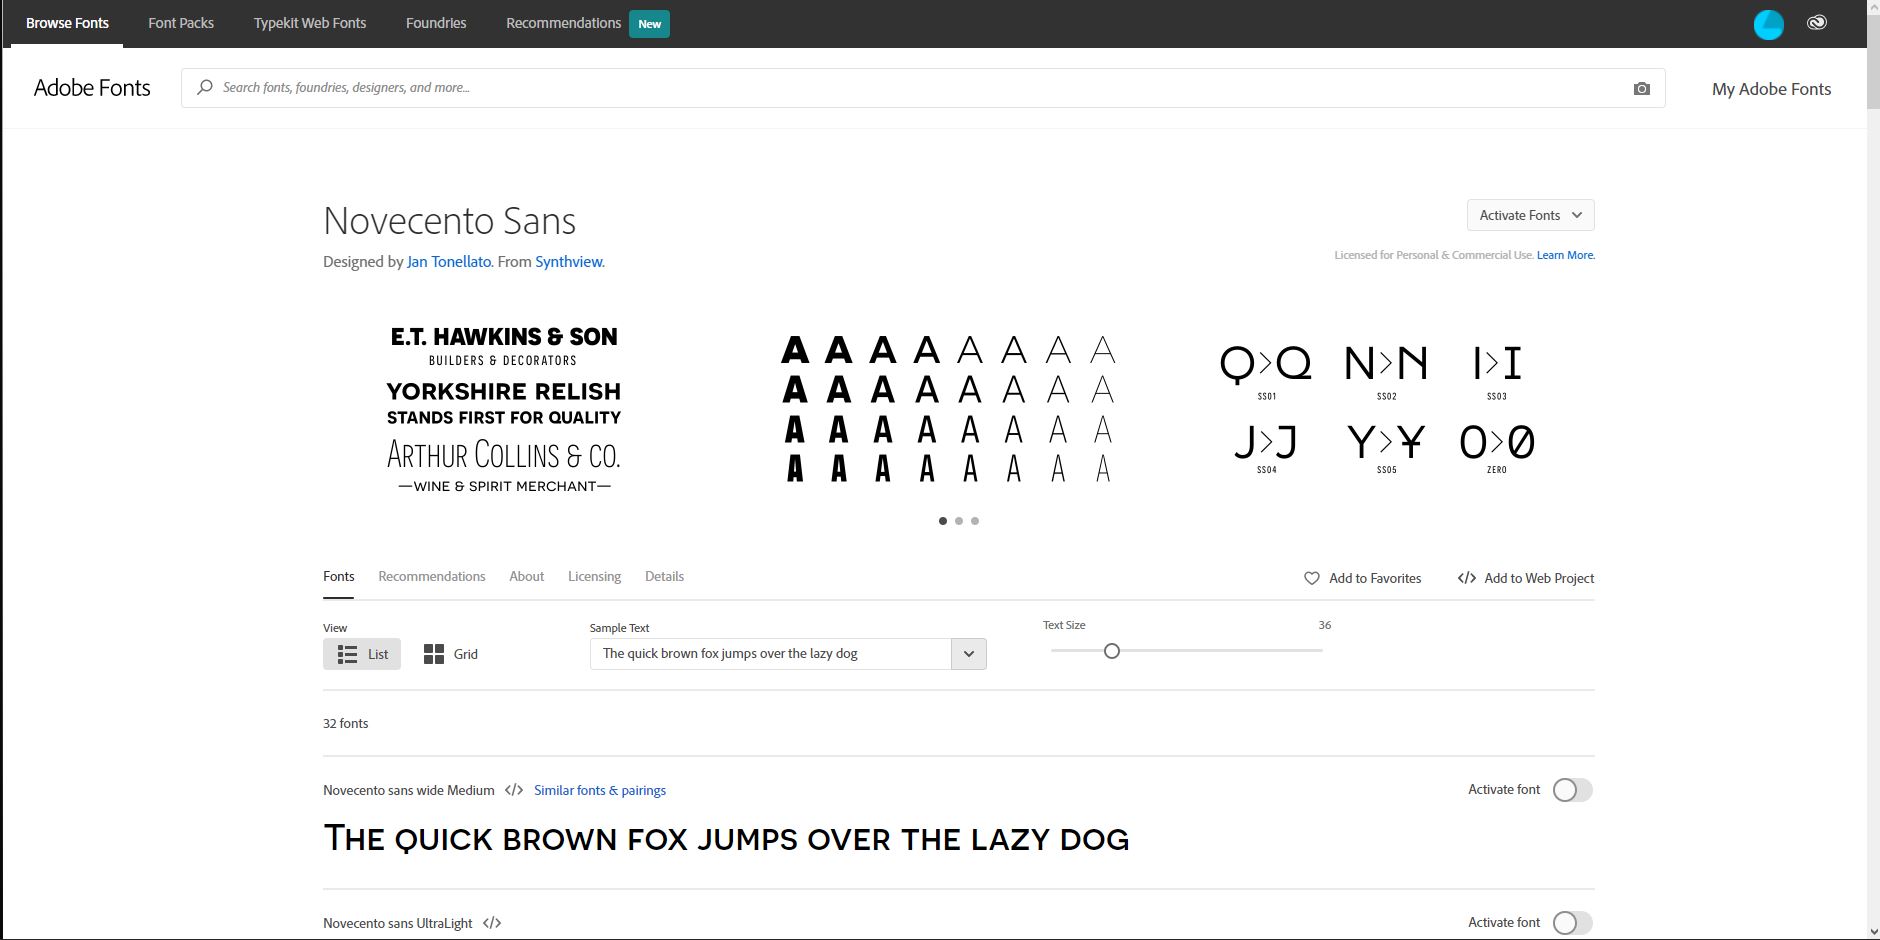 Browse Fonts Font Packs Typekit Web Fonts Foundries Recommendations New
Adobe Fonts Search fonts, foundries, designers, and more... My Adobe Fonts
Novecento Sans
Activate Fonts
Designed by Jan Tonellato. From Synthview.
Licensed for Personal & Commercial Use. Learn More.
E.T. HAWKINS & SON
BUILDERS & DECORATORS
YORKSHIRE RELISH
STANDS FIRST FOR QUALITY
ARTHUR COLLINS & CO.
—WINE & SPIRIT MERCHANT—
A A A A A A A A
A A A A A A A A
A A A A A A A A
A A A A A A A A
Q>Q N>N I>I
SS01 SS02 SS03
J>J Y>¥ 0>0
SS04 SS05 ZERO
Fonts Recommendations About Licensing Details Add to Favorites </> Add to Web Project
View Sample Text Text Size 36
List Grid The quick brown fox jumps over the lazy dog
32 fonts
Novecento sans wide Medium </> Similar fonts & pairings Activate font
THE QUICK BROWN FOX JUMPS OVER THE LAZY DOG
Novecento sans UltraLight </> Activate font